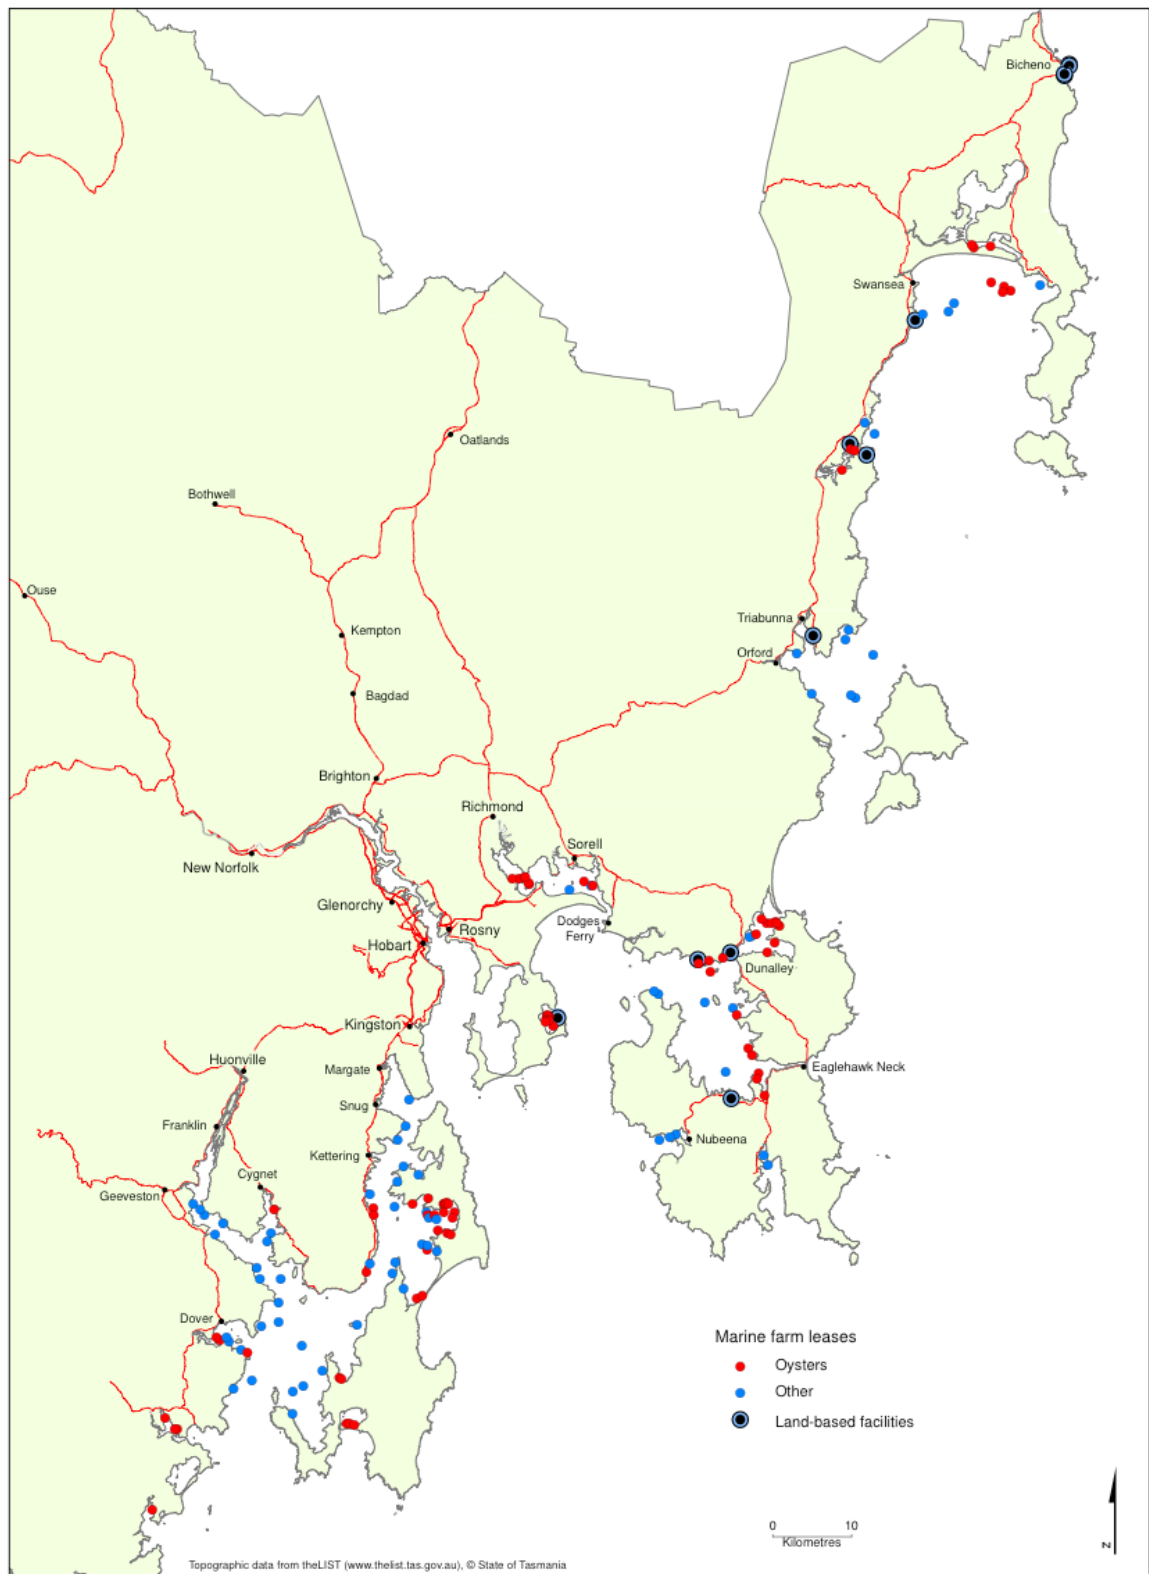 Bicheno
Swansea
Oatlands
Bothwell
Ouse
Triabunna
Kempton
Orford
Bagdad
Brighton
Richmond
Sorell
New Norfolk
Glenorchy
Dodges
Ferry
Rosny
Hobart
Dunalley
Kingston
Huonville
Margate
Eaglehawk Neck
Snug
Franklin
Nubeena
Kettering
Cygnet
Geeveston
Dover
Marine farm leases
Oysters
Other
Land-based facilities
0 10
Kilometres
N
Topographic data from theLIST (www.thelist.tas.gov.au), © State of Tasmania